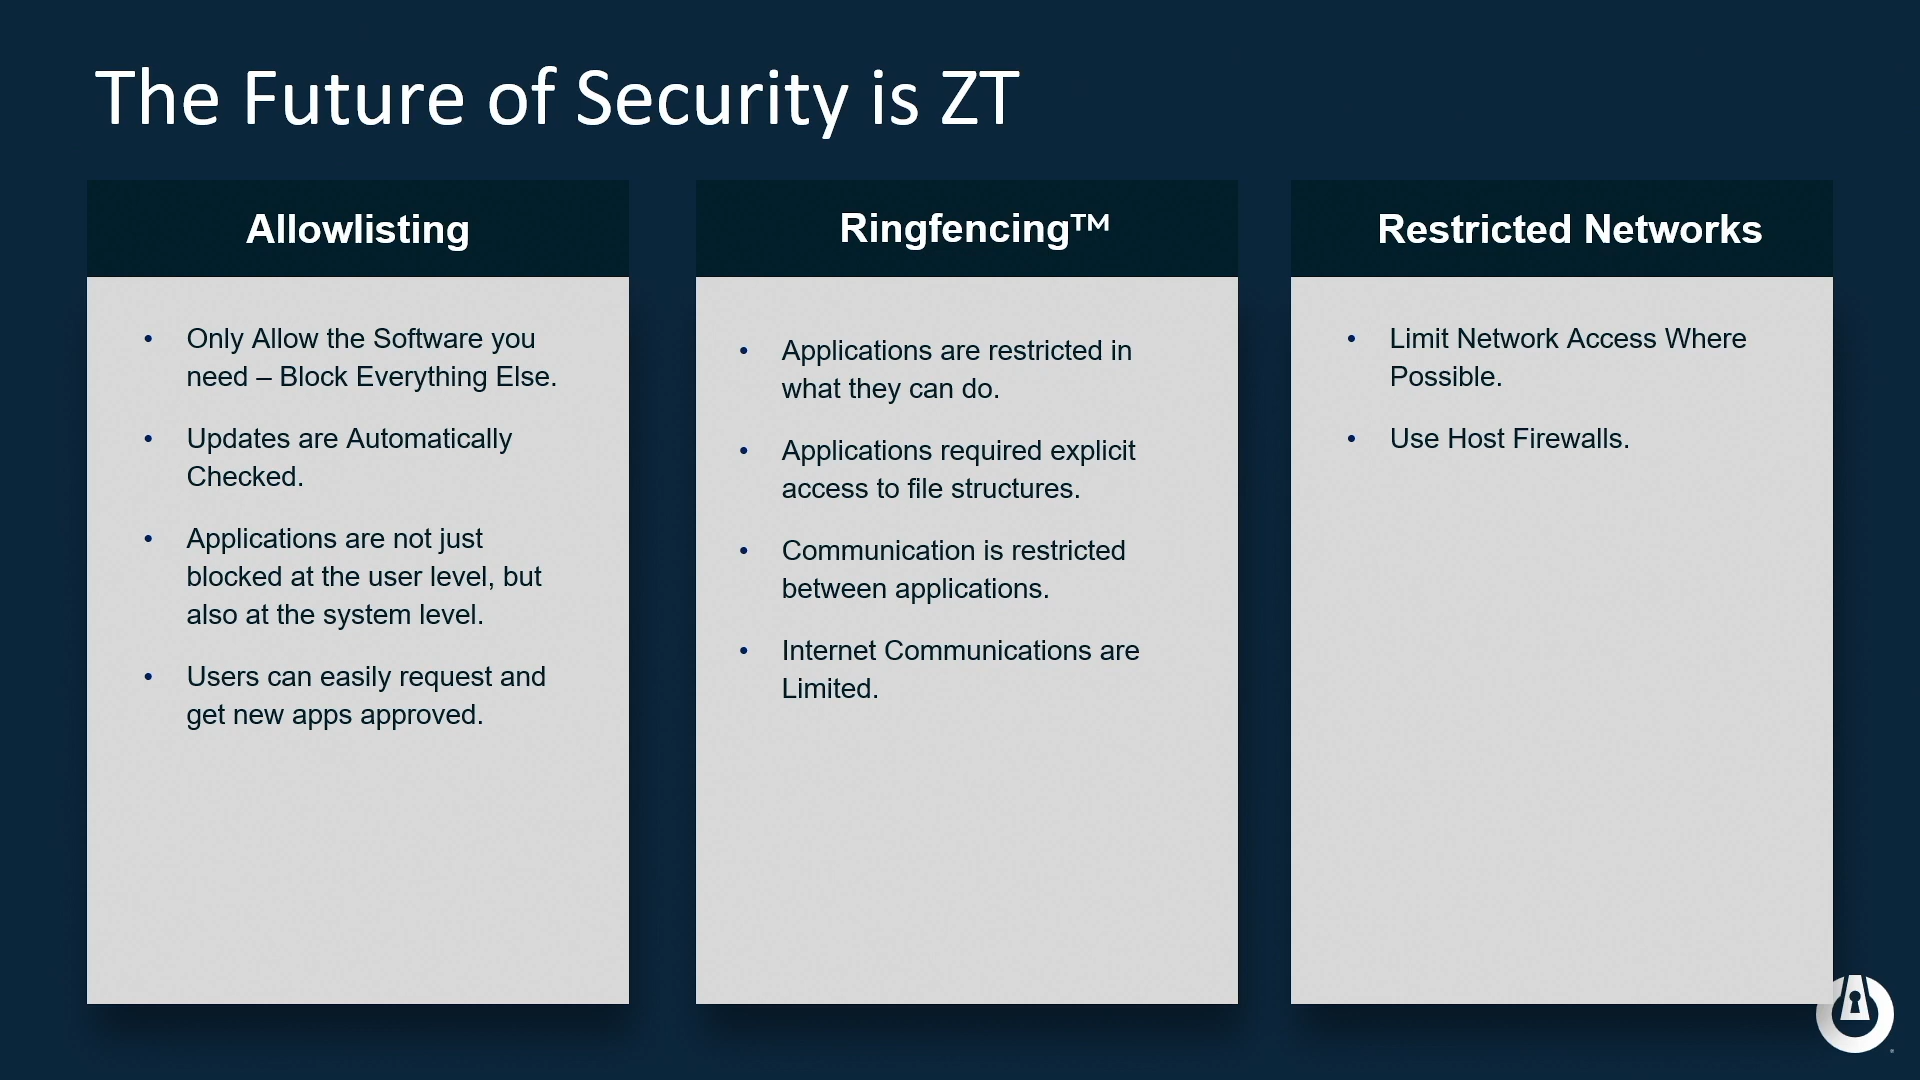 The Future of Security is ZT
Allowlisting
• Only Allow the Software you
need – Block Everything Else.
• Updates are Automatically
Checked.
• Applications are not just
blocked at the user level, but
also at the system level.
• Users can easily request and
get new apps approved.
Ringfencing™
• Applications are restricted in
what they can do.
• Applications required explicit
access to file structures.
• Communication is restricted
between applications.
• Internet Communications are
Limited.
Restricted Networks
• Limit Network Access Where
Possible.
• Use Host Firewalls.